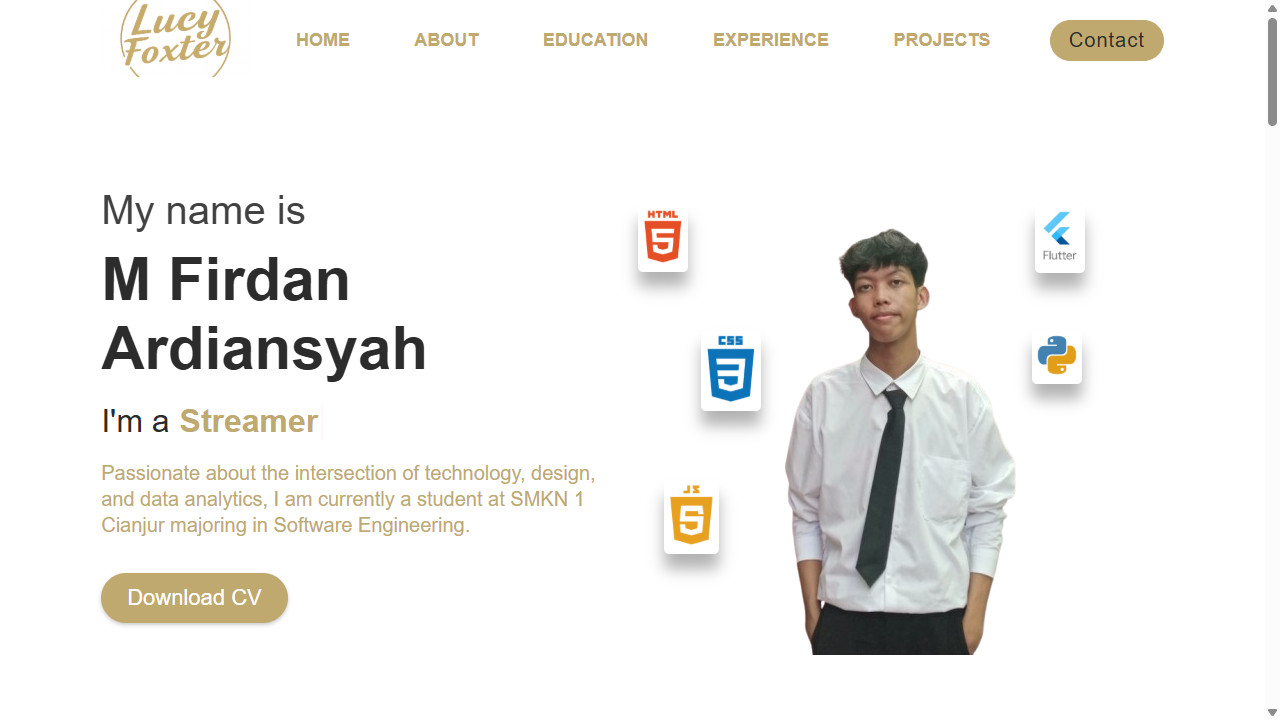 Lucy
Foxter
HOME
ABOUT
EDUCATION
EXPERIENCE
PROJECTS
Contact
My name is
M Firdan
Ardiansyah
I'm a Streamer
Passionate about the intersection of technology, design,
and data analytics, I am currently a student at SMKN 1
Cianjur majoring in Software Engineering.
Download CV
HTML
5
Flutter
CSS
3
JS
5